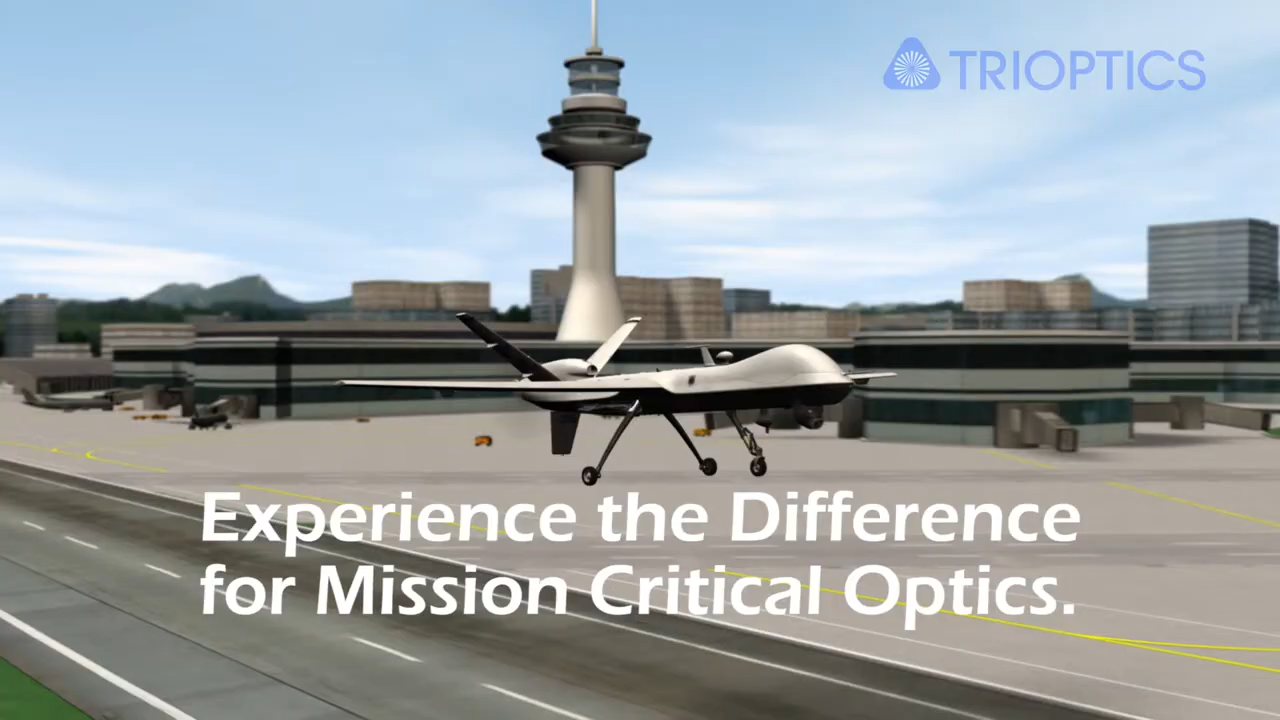 TRIOPTICS
Experience the Difference
for Mission Critical Optics.